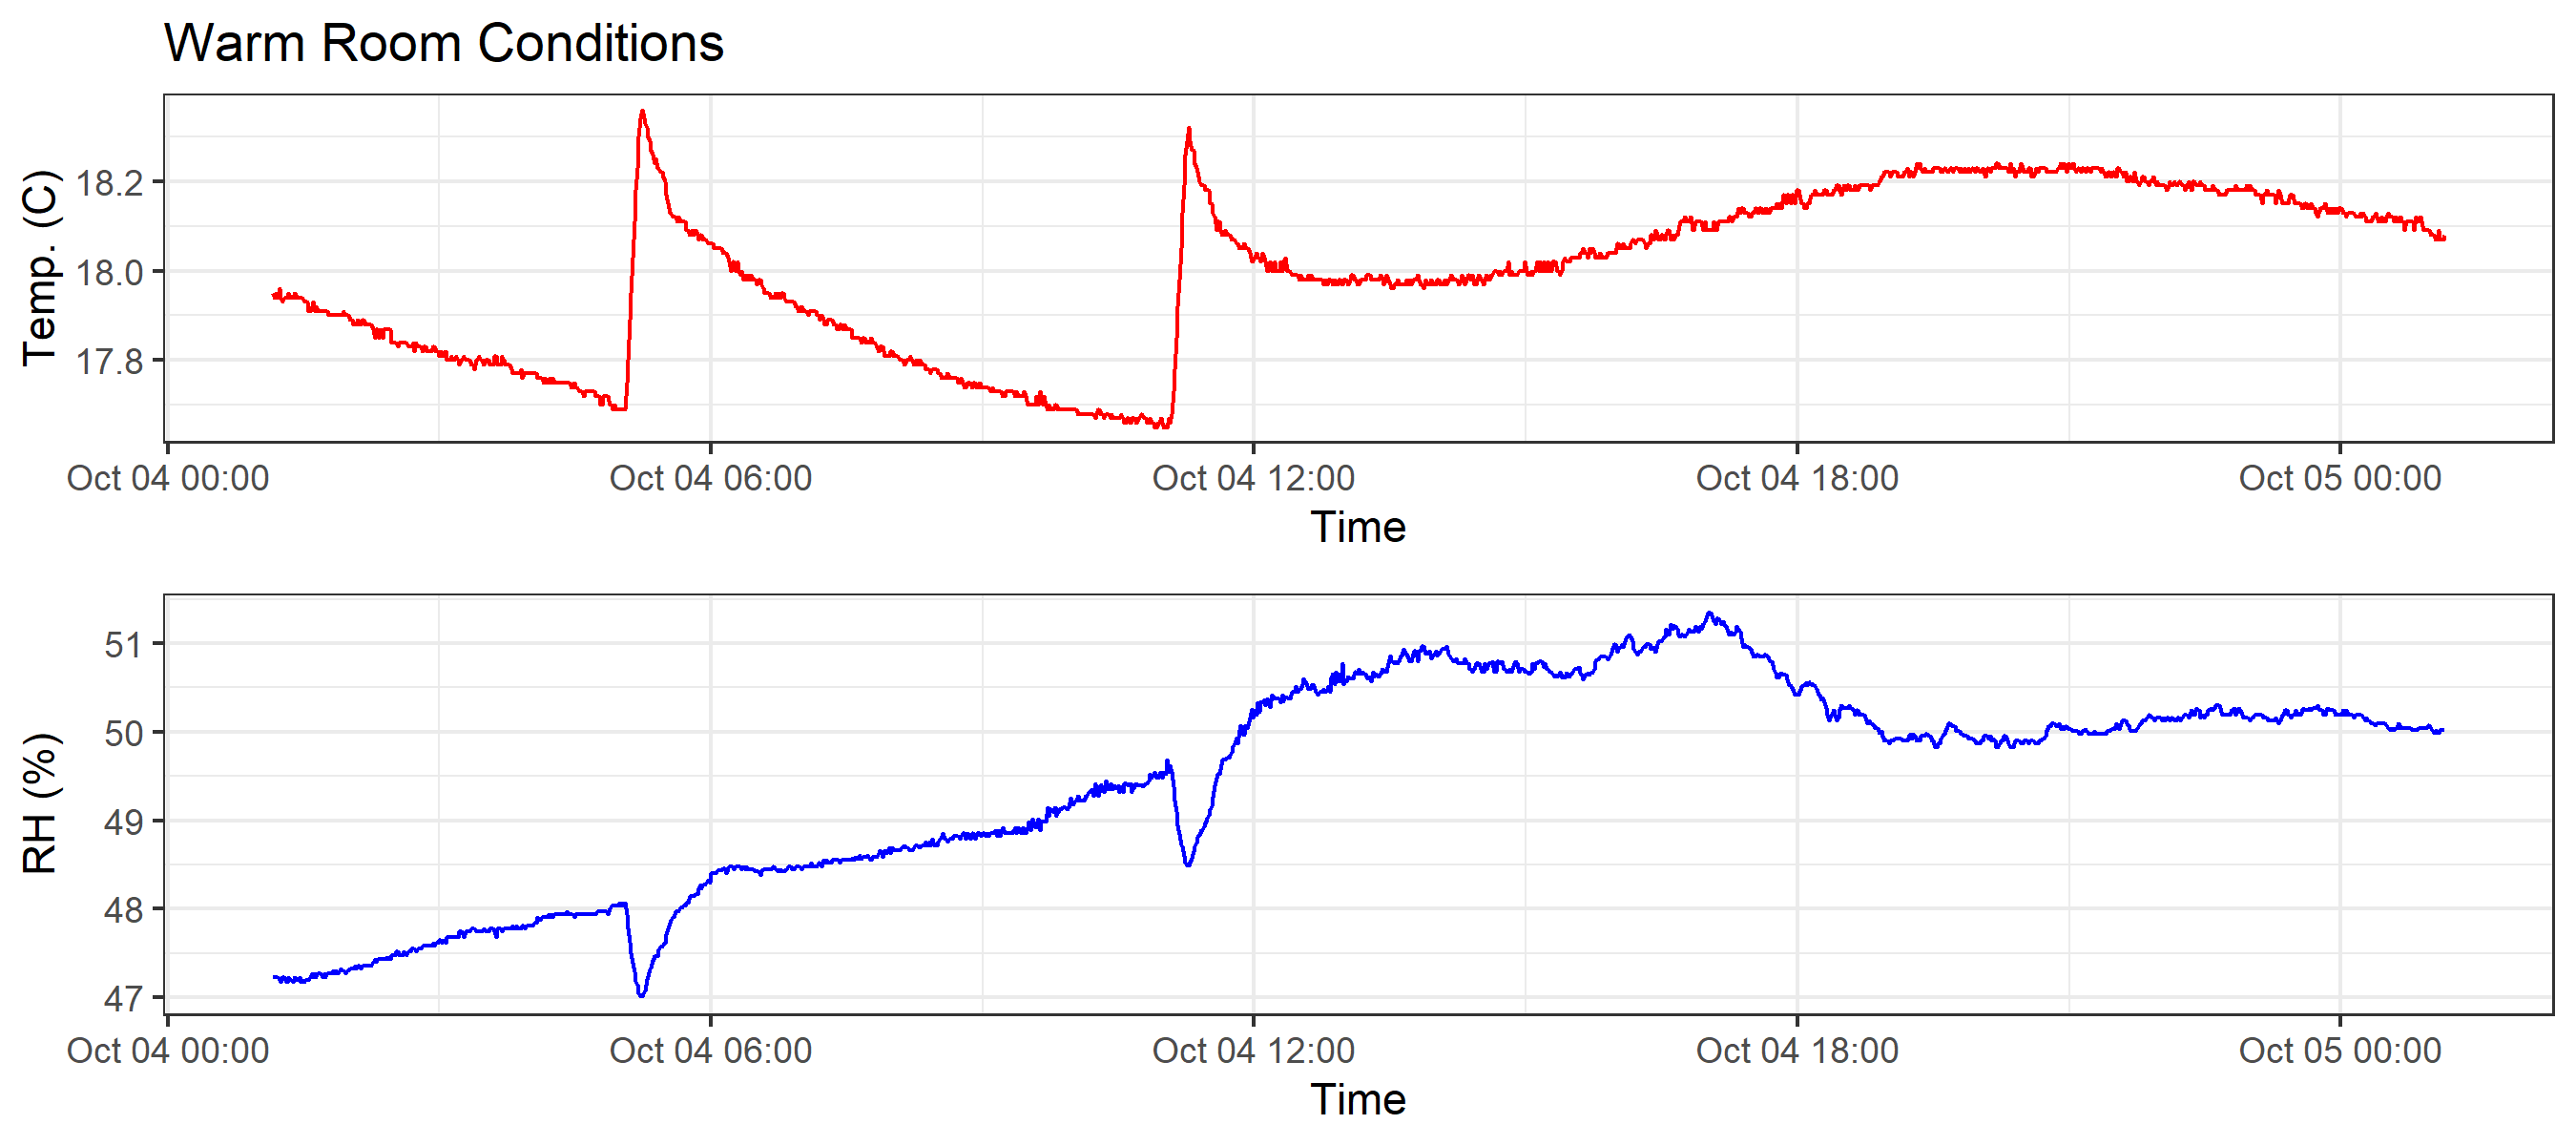 Warm Room Conditions
Temp. (C)
18.2
18.0
17.8
Oct 04 00:00 Oct 04 06:00 Oct 04 12:00 Oct 04 18:00 Oct 05 00:00
Time
RH (%)
51
50
49
48
47
Oct 04 00:00 Oct 04 06:00 Oct 04 12:00 Oct 04 18:00 Oct 05 00:00
Time